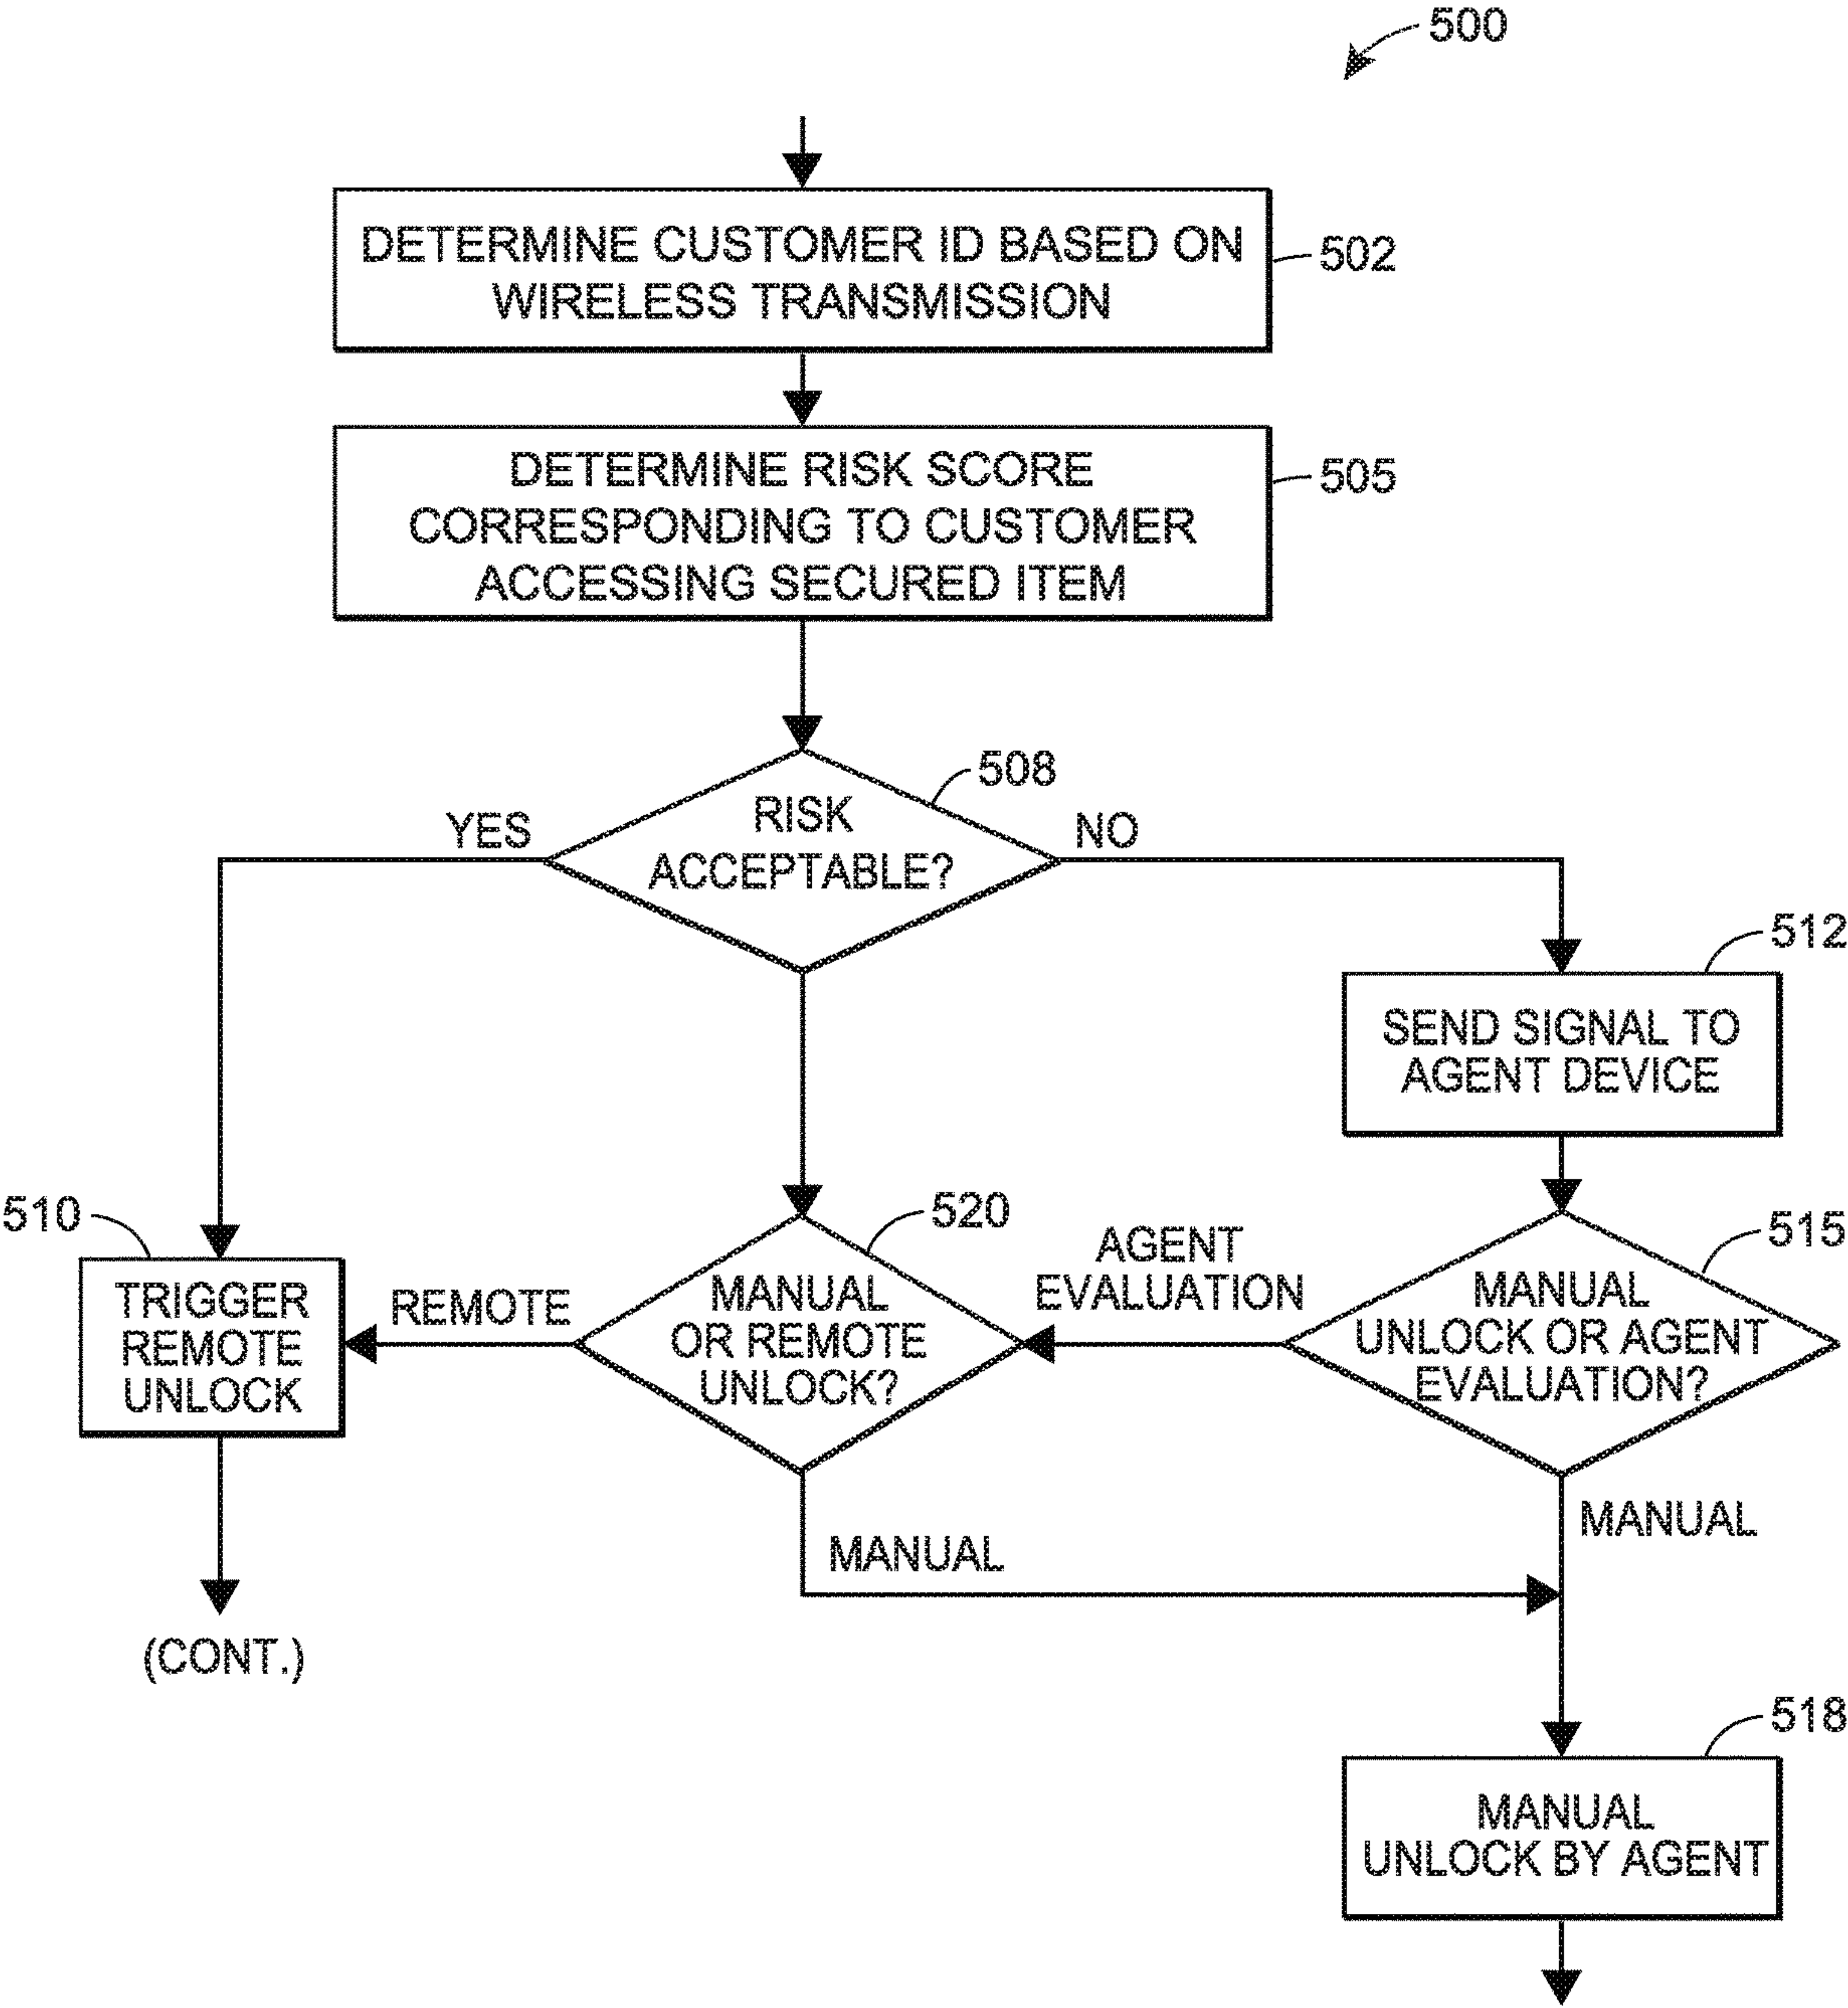 500
DETERMINE CUSTOMER ID BASED ON
WIRELESS TRANSMISSION
502
DETERMINE RISK SCORE
CORRESPONDING TO CUSTOMER
ACCESSING SECURED ITEM
505
508
RISK
ACCEPTABLE?
YES
NO
512
SEND SIGNAL TO
AGENT DEVICE
510
TRIGGER
REMOTE
UNLOCK
REMOTE
520
MANUAL
OR REMOTE
UNLOCK?
AGENT
EVALUATION
515
MANUAL
UNLOCK OR AGENT
EVALUATION?
MANUAL
MANUAL
(CONT.)
518
MANUAL
UNLOCK BY AGENT